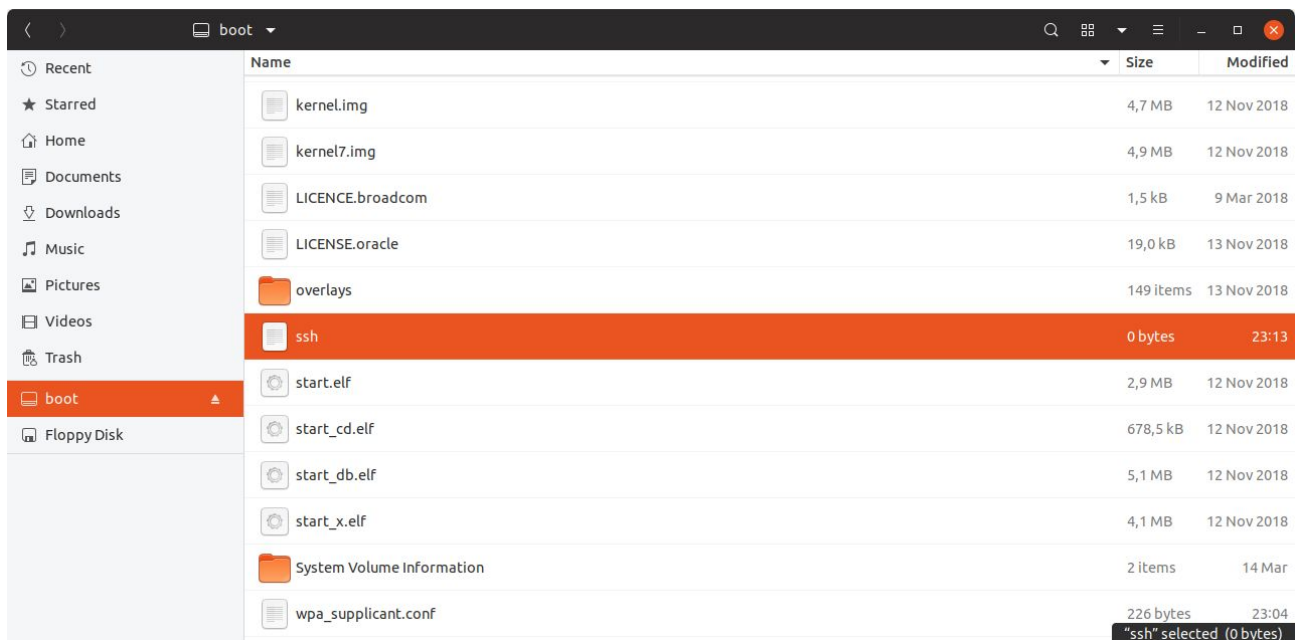 boot
Name Size Modified
Recent
Starred
Home
Documents
Downloads
Music
Pictures
Videos
Trash
boot
Floppy Disk
kernel.img 4,7 MB 12 Nov 2018
kernel7.img 4,9 MB 12 Nov 2018
LICENCE.broadcom 1,5 kB 9 Mar 2018
LICENSE.oracle 19,0 kB 13 Nov 2018
overlays 149 items 13 Nov 2018
ssh 0 bytes 23:13
start.elf 2,9 MB 12 Nov 2018
start_cd.elf 678,5 kB 12 Nov 2018
start_db.elf 5,1 MB 12 Nov 2018
start_x.elf 4,1 MB 12 Nov 2018
System Volume Information 2 items 14 Mar
wpa_supplicant.conf 226 bytes 23:04
“ssh” selected (0 bytes)